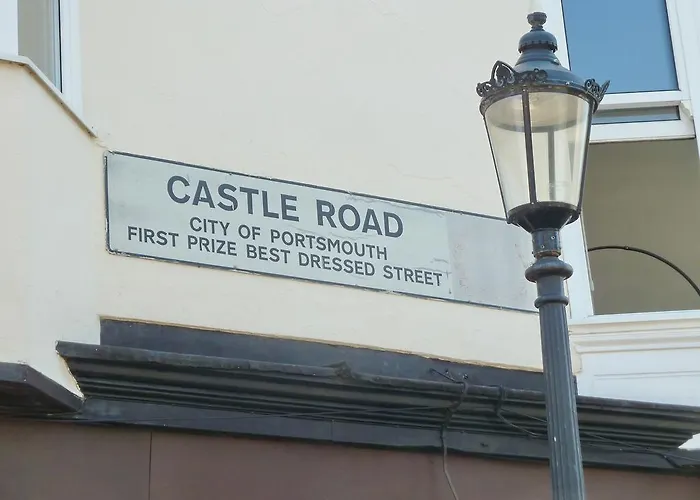 CASTLE ROAD
CITY OF PORTSMOUTH
FIRST PRIZE BEST DRESSED STREET